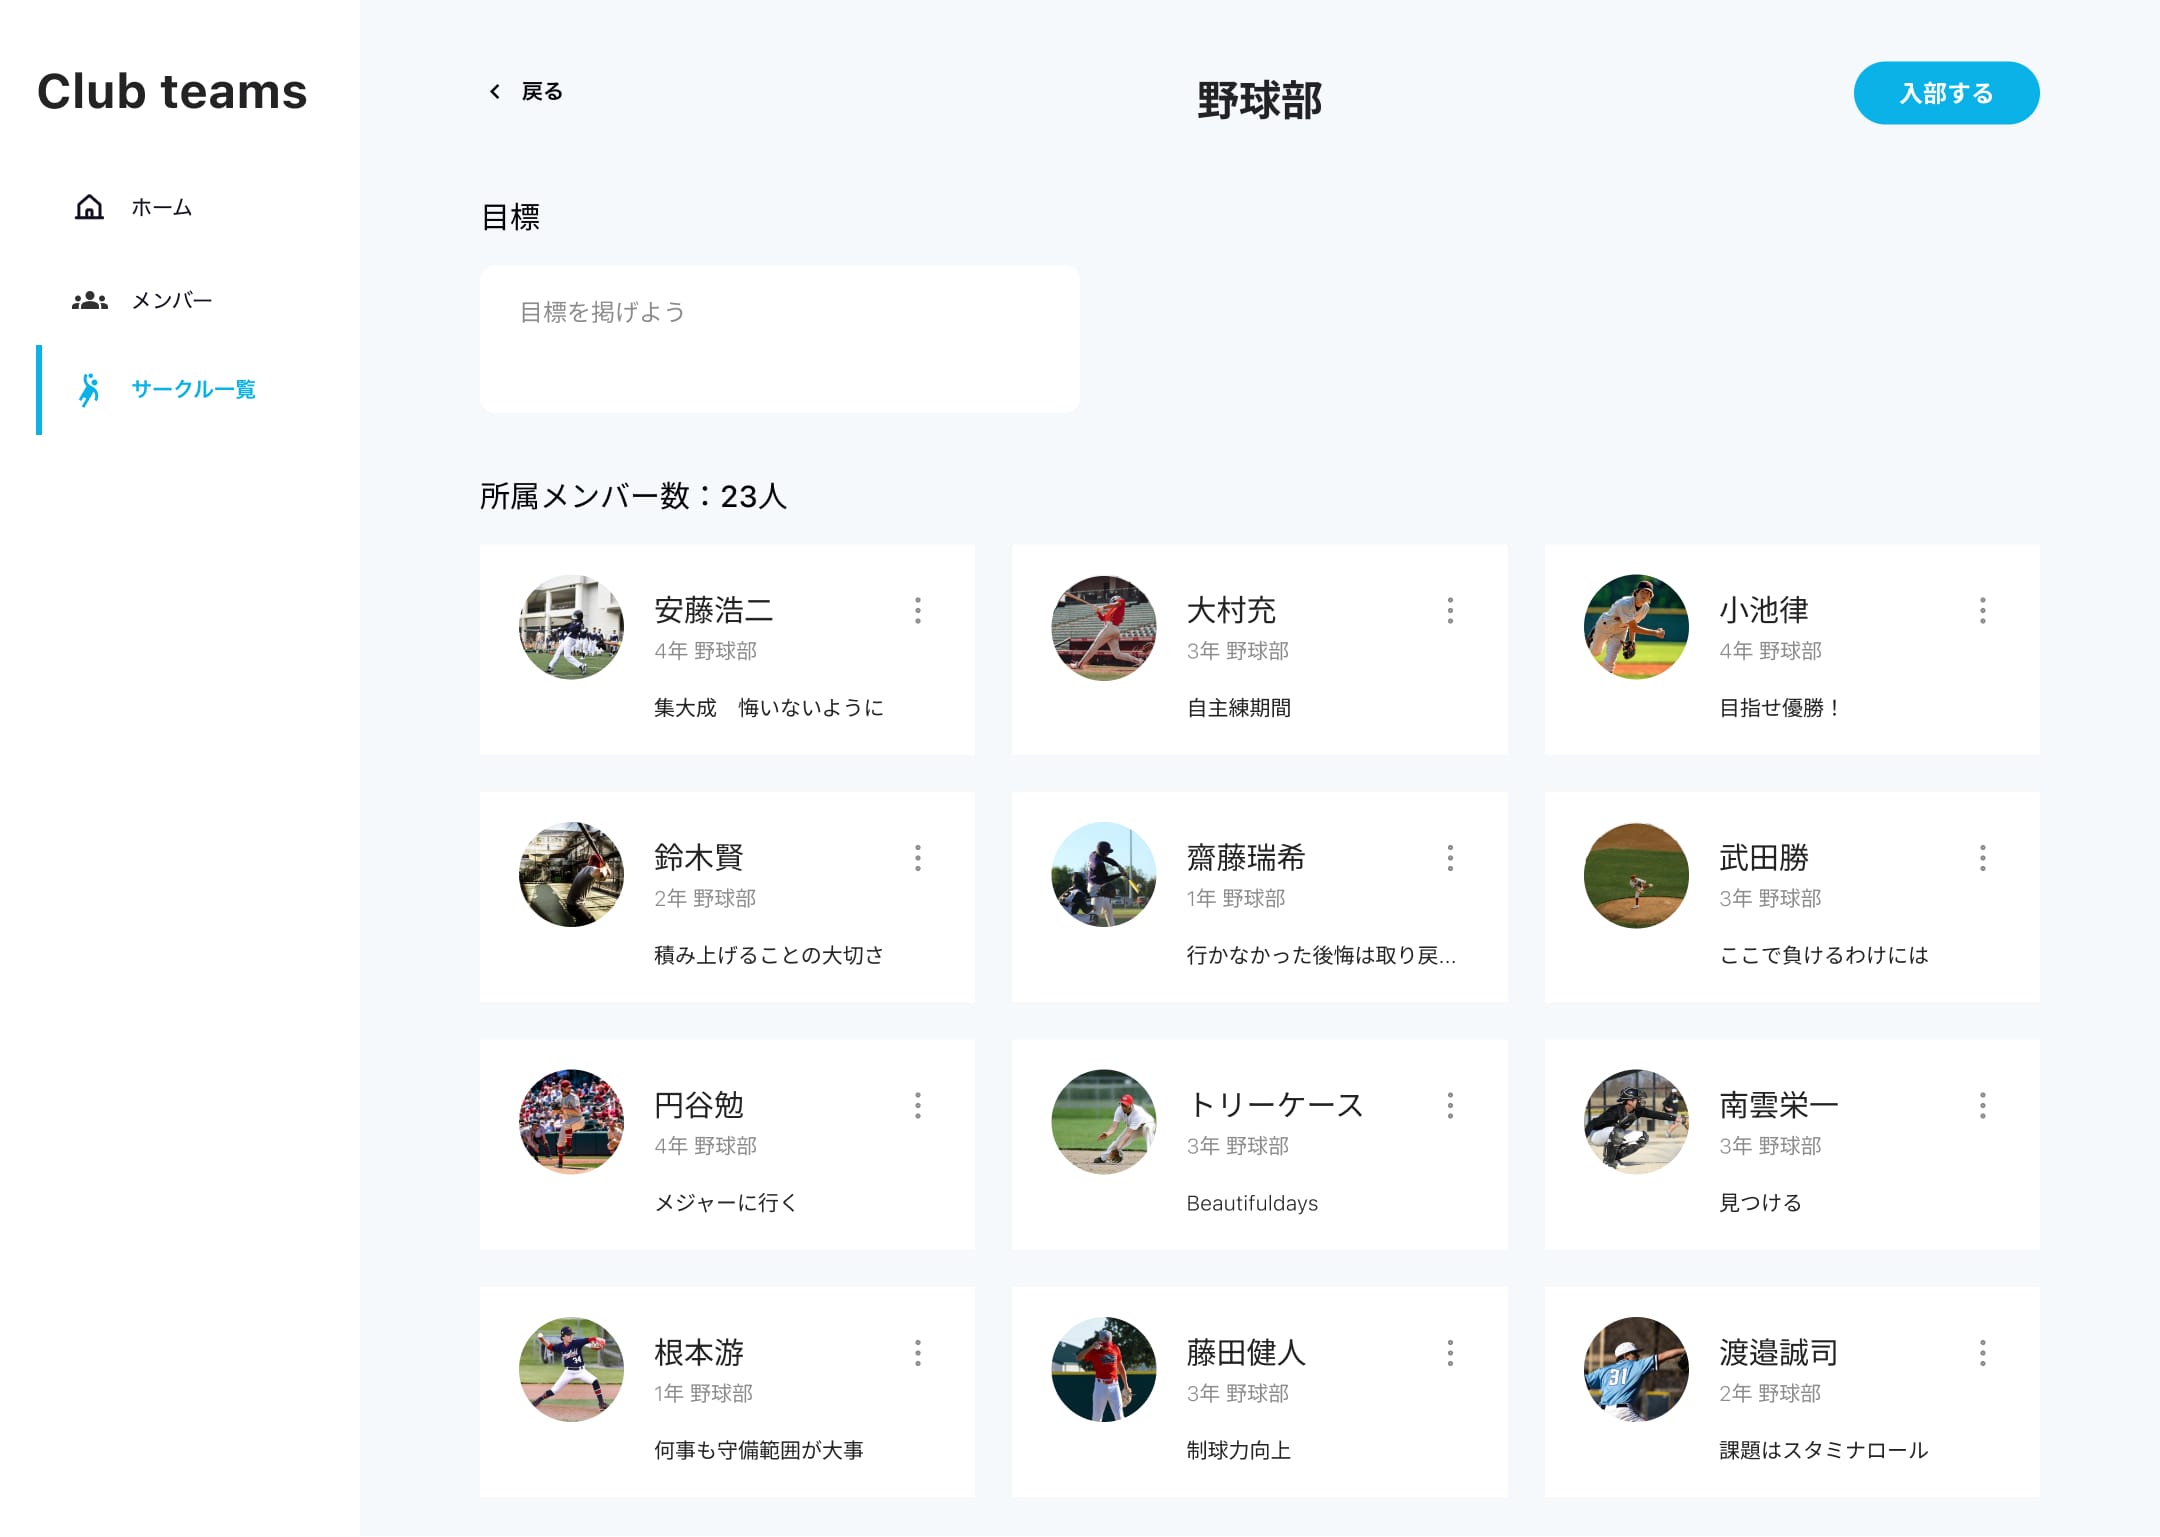 Club teams
ホーム
メンバー
サークル一覧
戻る
野球部
入部する
目標
目標を掲げよう
所属メンバー数：23人
安藤浩二
4年 野球部
集大成　悔いないように
大村充
3年 野球部
自主練期間
小池律
4年 野球部
目指せ優勝！
鈴木賢
2年 野球部
積み上げることの大切さ
齋藤瑞希
1年 野球部
行かなかった後悔は取り戻...
武田勝
3年 野球部
ここで負けるわけには
円谷勉
4年 野球部
メジャーに行く
トリーケース
3年 野球部
Beautifuldays
南雲栄一
3年 野球部
見つける
根本游
1年 野球部
何事も守備範囲が大事
藤田健人
3年 野球部
制球力向上
渡邉誠司
2年 野球部
課題はスタミナロール
31